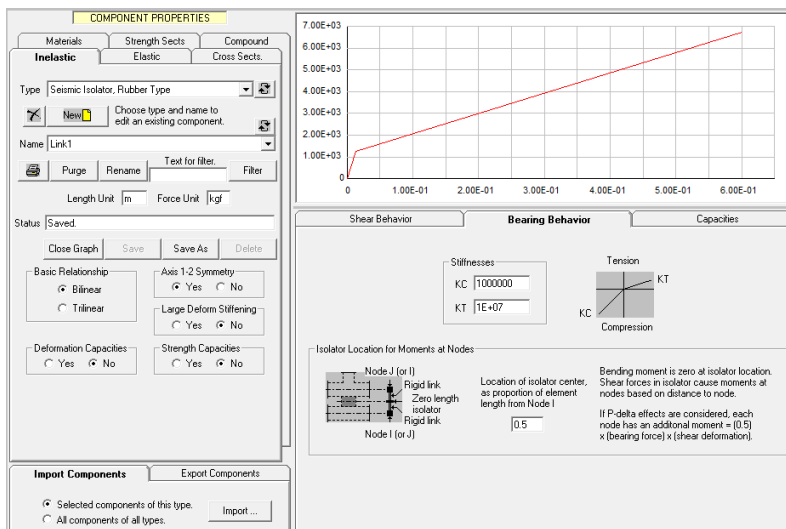 COMPONENT PROPERTIES
Materials Strength Sects Compound
Inelastic Elastic Cross Sects.
Type Seismic Isolator, Rubber Type
New Choose type and name to
edit an existing component.
Name Link1
Purge Rename Text for filter. Filter
Length Unit m Force Unit kgf
Status Saved.
Close Graph Save Save As Delete
Basic Relationship
Bilinear
Trilinear
Axis 1-2 Symmetry
Yes No
Large Deform Stiffening
Yes No
Deformation Capacities
Yes No
Strength Capacities
Yes No
Import Components Export Components
Selected components of this type.
All components of all types.
Import ...
7.00E+03
6.00E+03
5.00E+03
4.00E+03
3.00E+03
2.00E+03
1.00E+03
0
0 1.00E-01 2.00E-01 3.00E-01 4.00E-01 5.00E-01 6.00E-01
Shear Behavior Bearing Behavior Capacities
Stiffnesses
KC 1000000
KT 1E+07
Tension
KT
KC
Compression
Isolator Location for Moments at Nodes
Node J (or I)
Rigid link
Zero length
isolator
Rigid link
Node I (or J)
Location of isolator center,
as proportion of element
length from Node I
0.5
Bending moment is zero at isolator location.
Shear forces in isolator cause moments at
nodes based on distance to node.
If P-delta effects are considered, each
node has an additonal moment = (0.5)
x (bearing force) x (shear deformation).